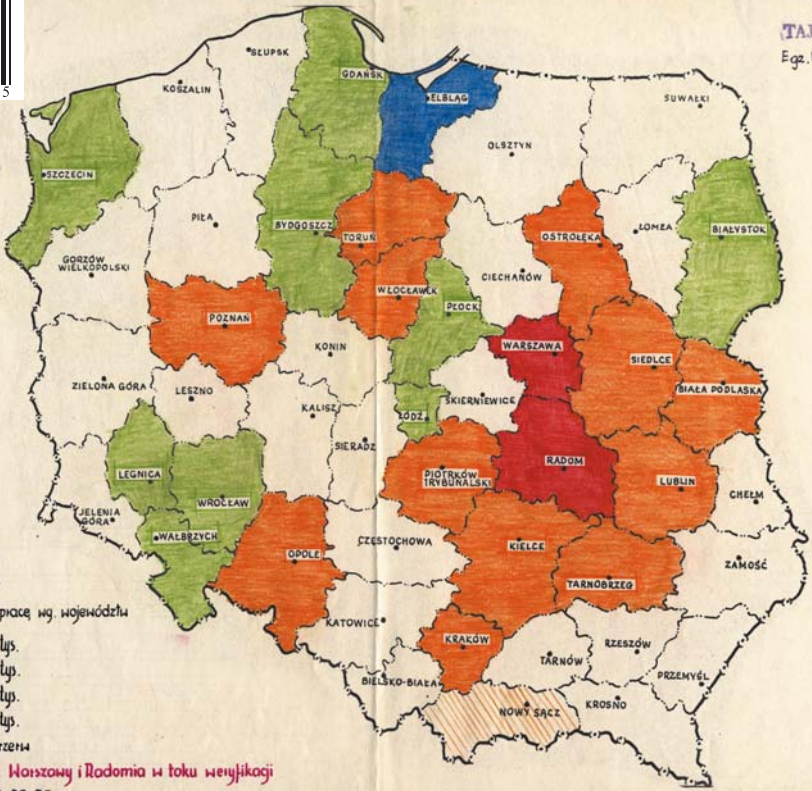 5
TAJ
Egz.
SŁUPSK
GDAŃSK
ELBLĄG
KOSZALIN
SUWAŁKI
OLSZTYN
SZCZECIN
PIŁA
BYDGOSZCZ
TORUŃ
OSTROŁĘKA
ŁOMŻA
BIAŁYSTOK
GORZÓW
WIELKOPOLSKI
WŁOCŁAWEK
CIECHANÓW
PŁOCK
POZNAŃ
KONIN
WARSZAWA
SIEDLCE
ZIELONA GÓRA
LESZNO
KALISZ
SKIERNIEWICE
BIAŁA PODLASKA
ŁÓDŹ
SIERADZ
LEGNICA
WROCŁAW
PIOTRKÓW
TRYBUNALSKI
RADOM
LUBLIN
CHEŁM
JELENIA
GÓRA
WAŁBRZYCH
OPOLE
CZĘSTOCHOWA
KIELCE
TARNOBRZEG
ZAMOŚĆ
pracę wg. województw
KATOWICE
KRAKÓW
TARNÓW
RZESZÓW
PRZEMYŚL
tys.
tys.
tys.
tys.
BIELSKO-BIAŁA
NOWY SĄCZ
KROSNO
Warszawy i Radomia w toku weryfikacji